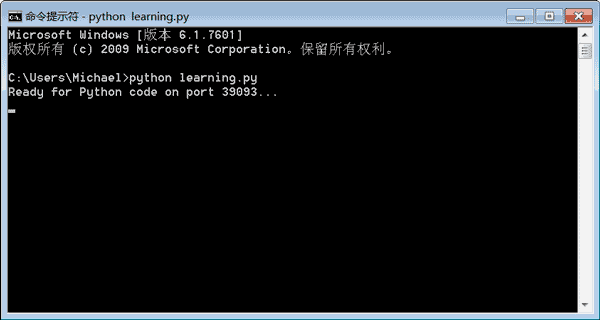 命令提示符 - python  learning.py
Microsoft Windows [版本 6.1.7601]
版权所有 (c) 2009 Microsoft Corporation。保留所有权利。
C:\Users\Michael>python learning.py
Ready for Python code on port 39093...